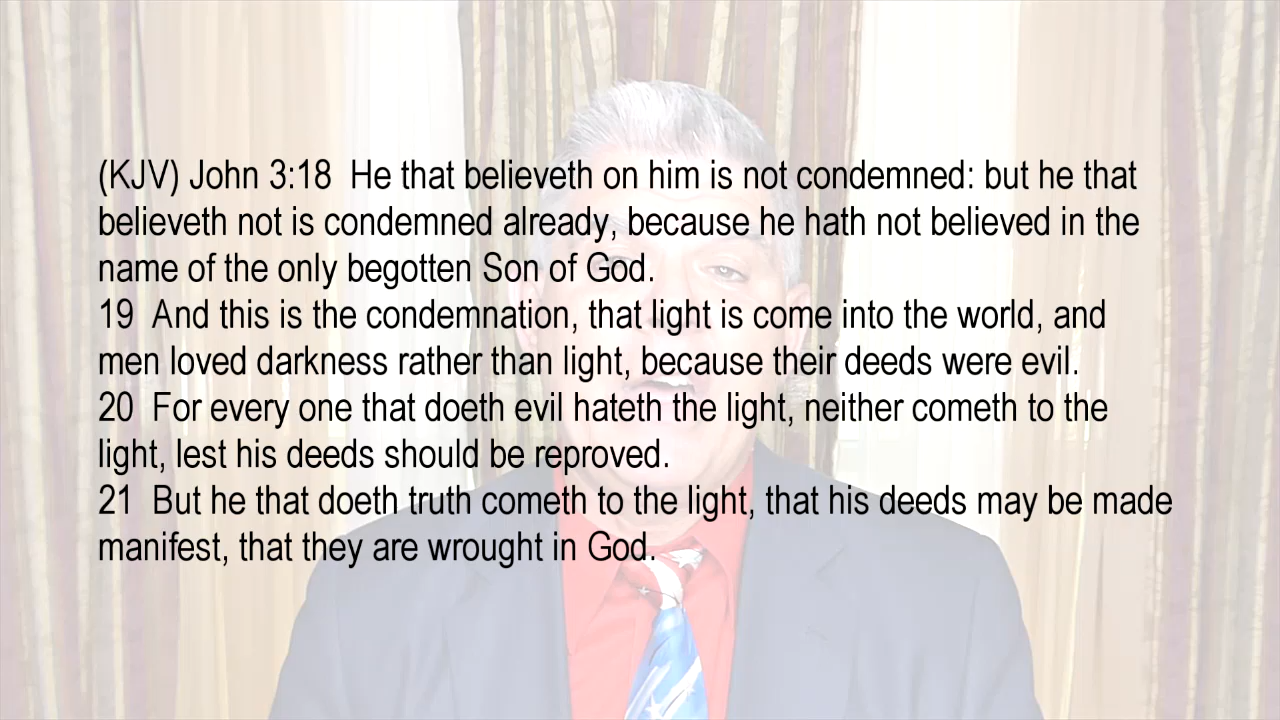 (KJV) John 3:18  He that believeth on him is not condemned: but he that
believeth not is condemned already, because he hath not believed in the
name of the only begotten Son of God.
19  And this is the condemnation, that light is come into the world, and
men loved darkness rather than light, because their deeds were evil.
20  For every one that doeth evil hateth the light, neither cometh to the
light, lest his deeds should be reproved.
21  But he that doeth truth cometh to the light, that his deeds may be made
manifest, that they are wrought in God.